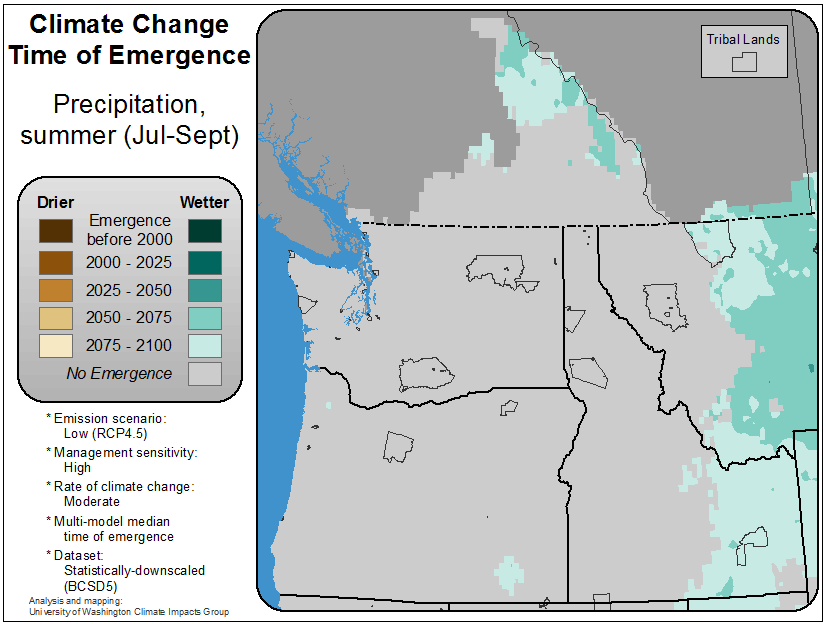 Climate Change
Time of Emergence
Precipitation,
summer (Jul-Sept)
Drier
Wetter
Emergence
before 2000
2000 - 2025
2025 - 2050
2050 - 2075
2075 - 2100
No Emergence
* Emission scenario:
Low (RCP4.5)
* Management sensitivity:
High
* Rate of climate change:
Moderate
* Multi-model median
time of emergence
* Dataset:
Statistically-downscaled
(BCSD5)
Analysis and mapping:
University of Washington Climate Impacts Group
Tribal Lands